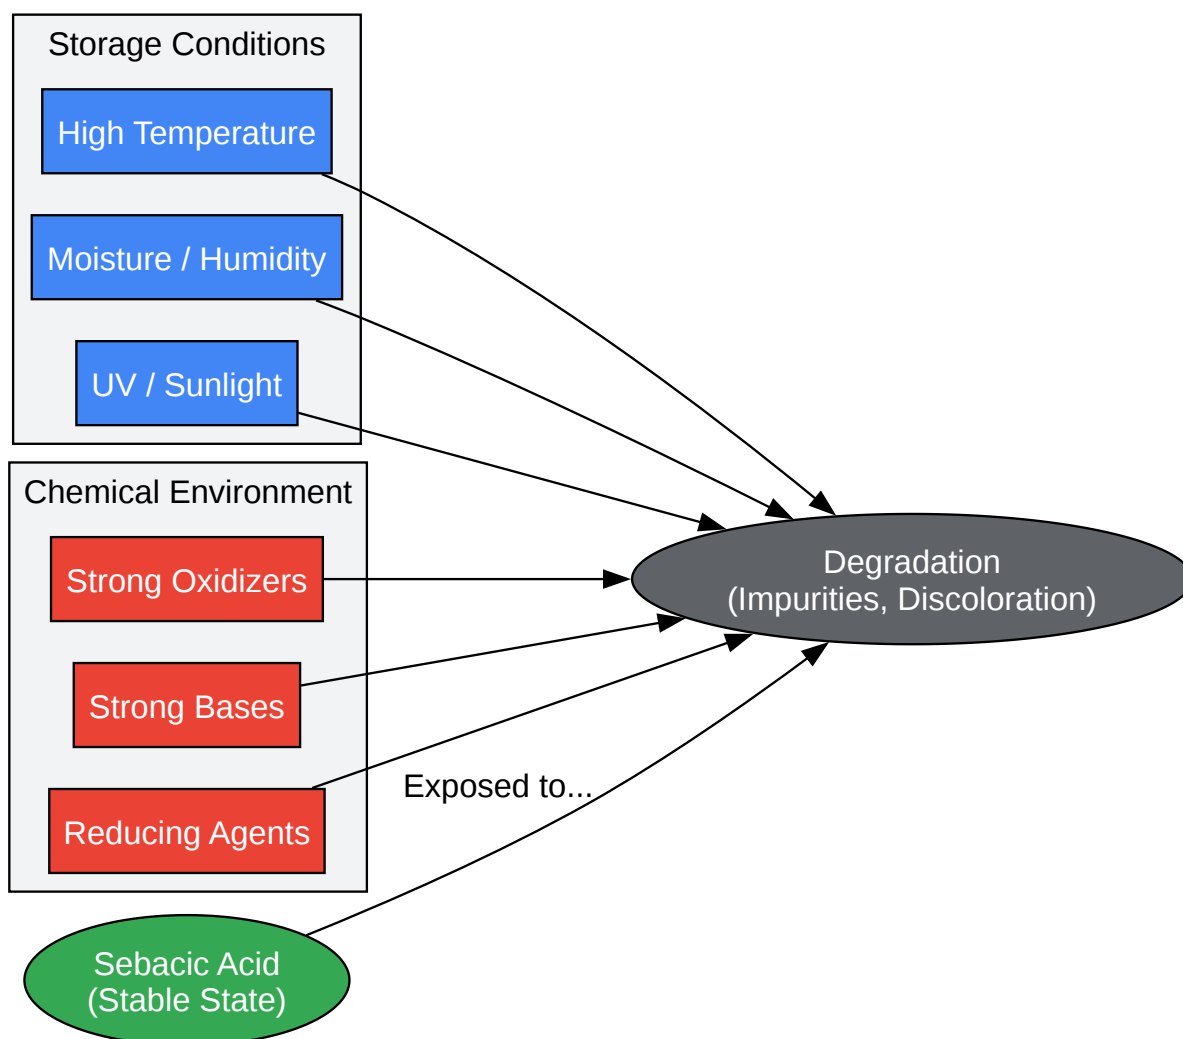 Storage Conditions
High Temperature
Moisture / Humidity
UV / Sunlight
Chemical Environment
Strong Oxidizers
Strong Bases
Reducing Agents
Exposed to...
Degradation
(Impurities, Discoloration)
Sebacic Acid
(Stable State)